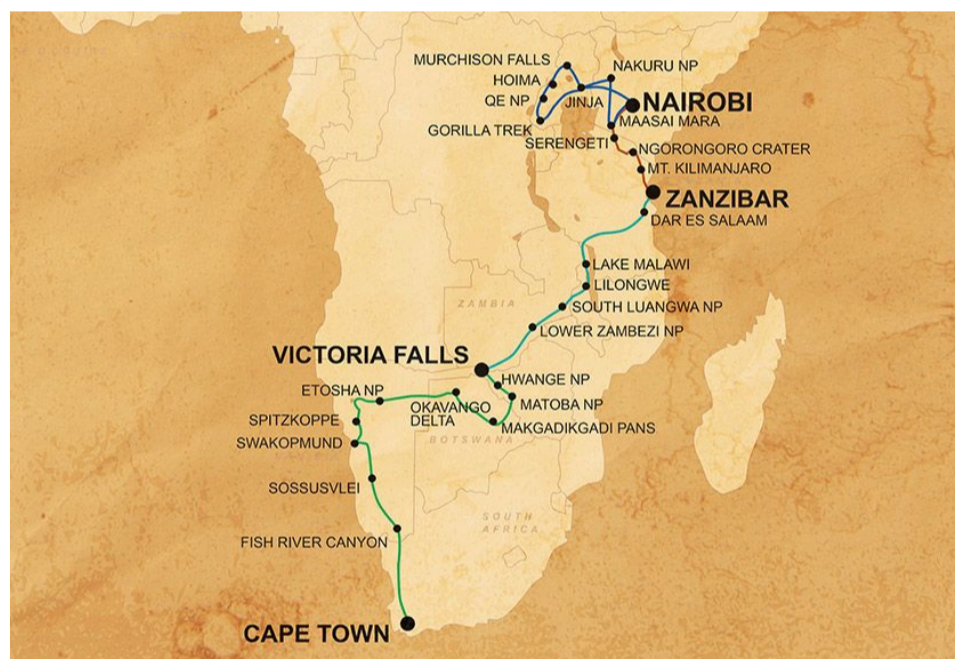 MURCHISON FALLS
NAKURU NP
HOIMA
QE NP
JINJA
NAIROBI
GORILLA TREK
MAASAI MARA
SERENGETI
NGORONGORO CRATER
MT. KILIMANJARO
ZANZIBAR
DAR ES SALAAM
LAKE MALAWI
LILONGWE
ZAMBIA
SOUTH LUANGWA NP
LOWER ZAMBEZI NP
VICTORIA FALLS
HWANGE NP
ETOSHA NP
MATOBA NP
OKAVANGO
DELTA
SPITZKOPPE
MAKGADIKGADI PANS
SWAKOPMUND
BOTSWANA
SOSSUSVLEI
SOUTH
AFRICA
FISH RIVER CANYON
CAPE TOWN